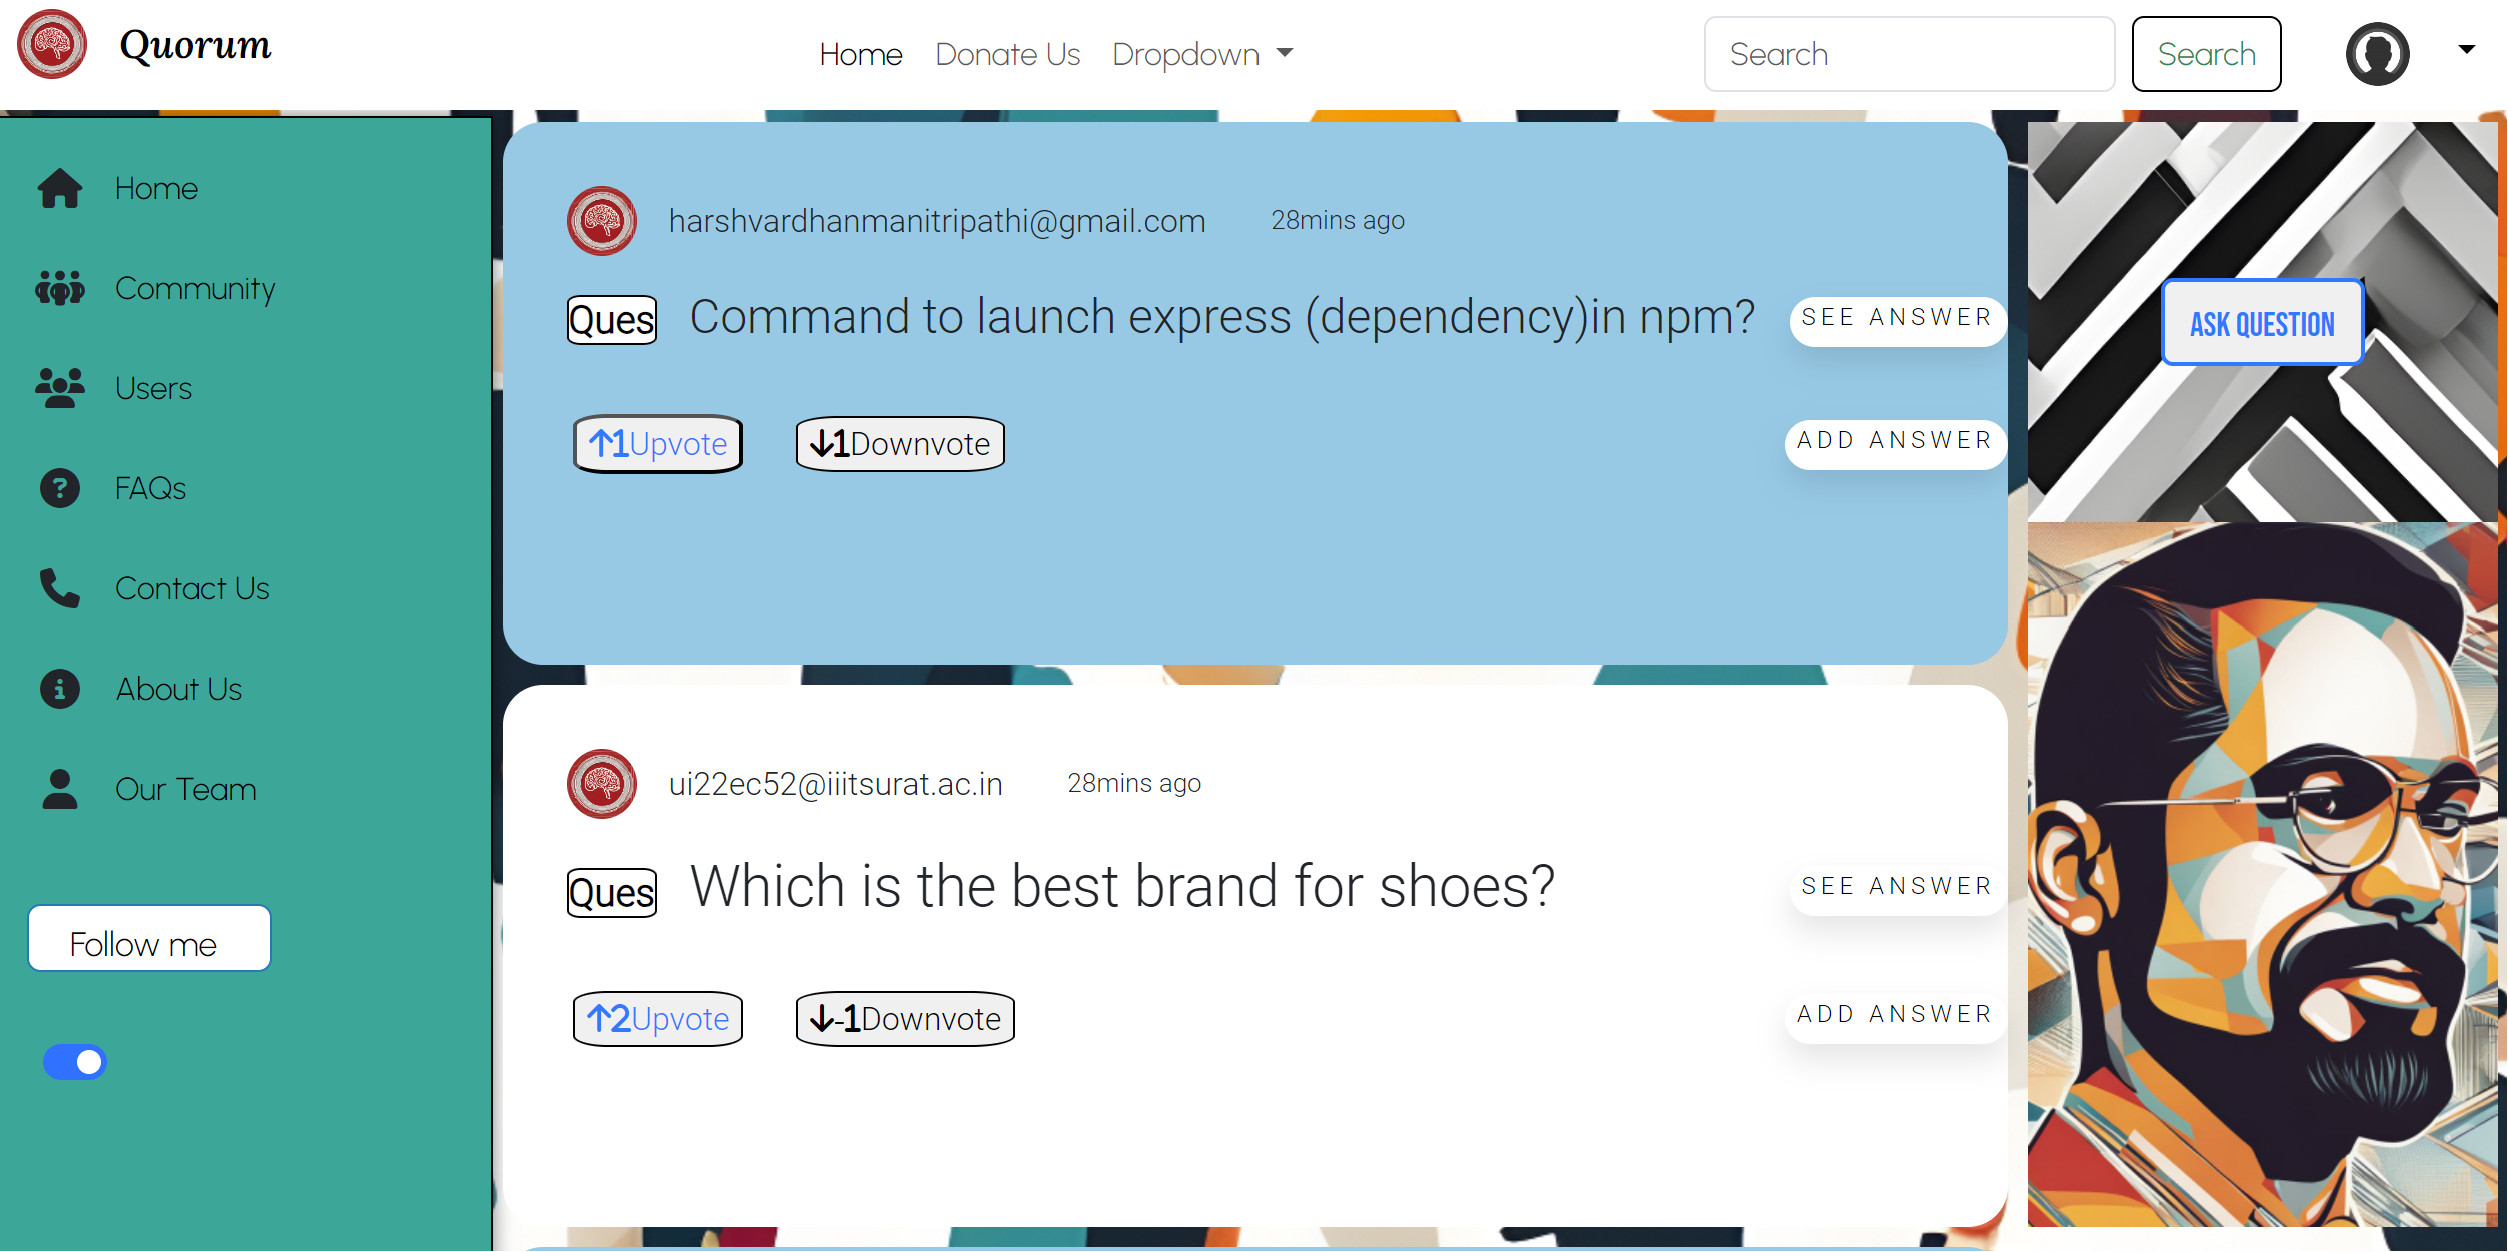 Quorum
Home Donate Us Dropdown
Search
Search
Home
Community
Users
FAQs
Contact Us
About Us
Our Team
Follow me
harshvardhanmanitripathi@gmail.com 28mins ago
Ques Command to launch express (dependency)in npm?
SEE ANSWER
1Upvote 1Downvote
ADD ANSWER
ui22ec52@iiitsurat.ac.in 28mins ago
Ques Which is the best brand for shoes?
SEE ANSWER
2Upvote -1Downvote
ADD ANSWER
ASK QUESTION